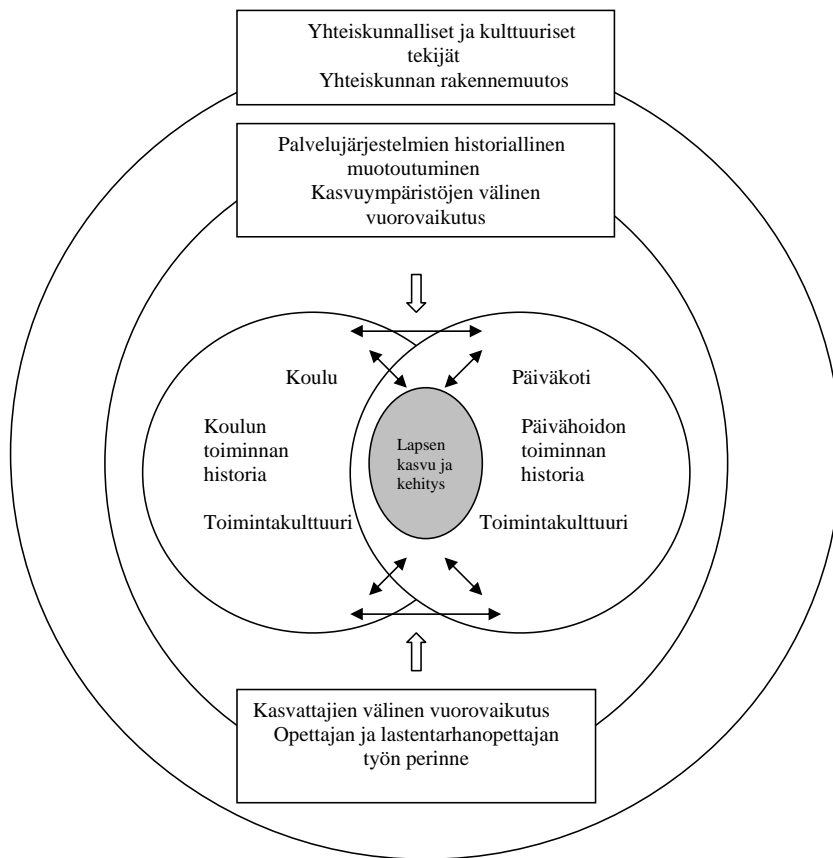 Yhteiskunnalliset ja kulttuuriset
tekijät
Yhteiskunnan rakennemuutos
Palvelujärjestelmien historiallinen
muotoutuminen
Kasvuympäristöjen välinen
vuorovaikutus
Koulu
Päiväkoti
Koulun
toiminnan
historia
Lapsen
kasvu ja
kehitys
Päivähoidon
toiminnan
historia
Toimintakulttuuri
Toimintakulttuuri
Kasvattajien välinen vuorovaikutus
Opettajan ja lastentarhanopettajan
työn perinne